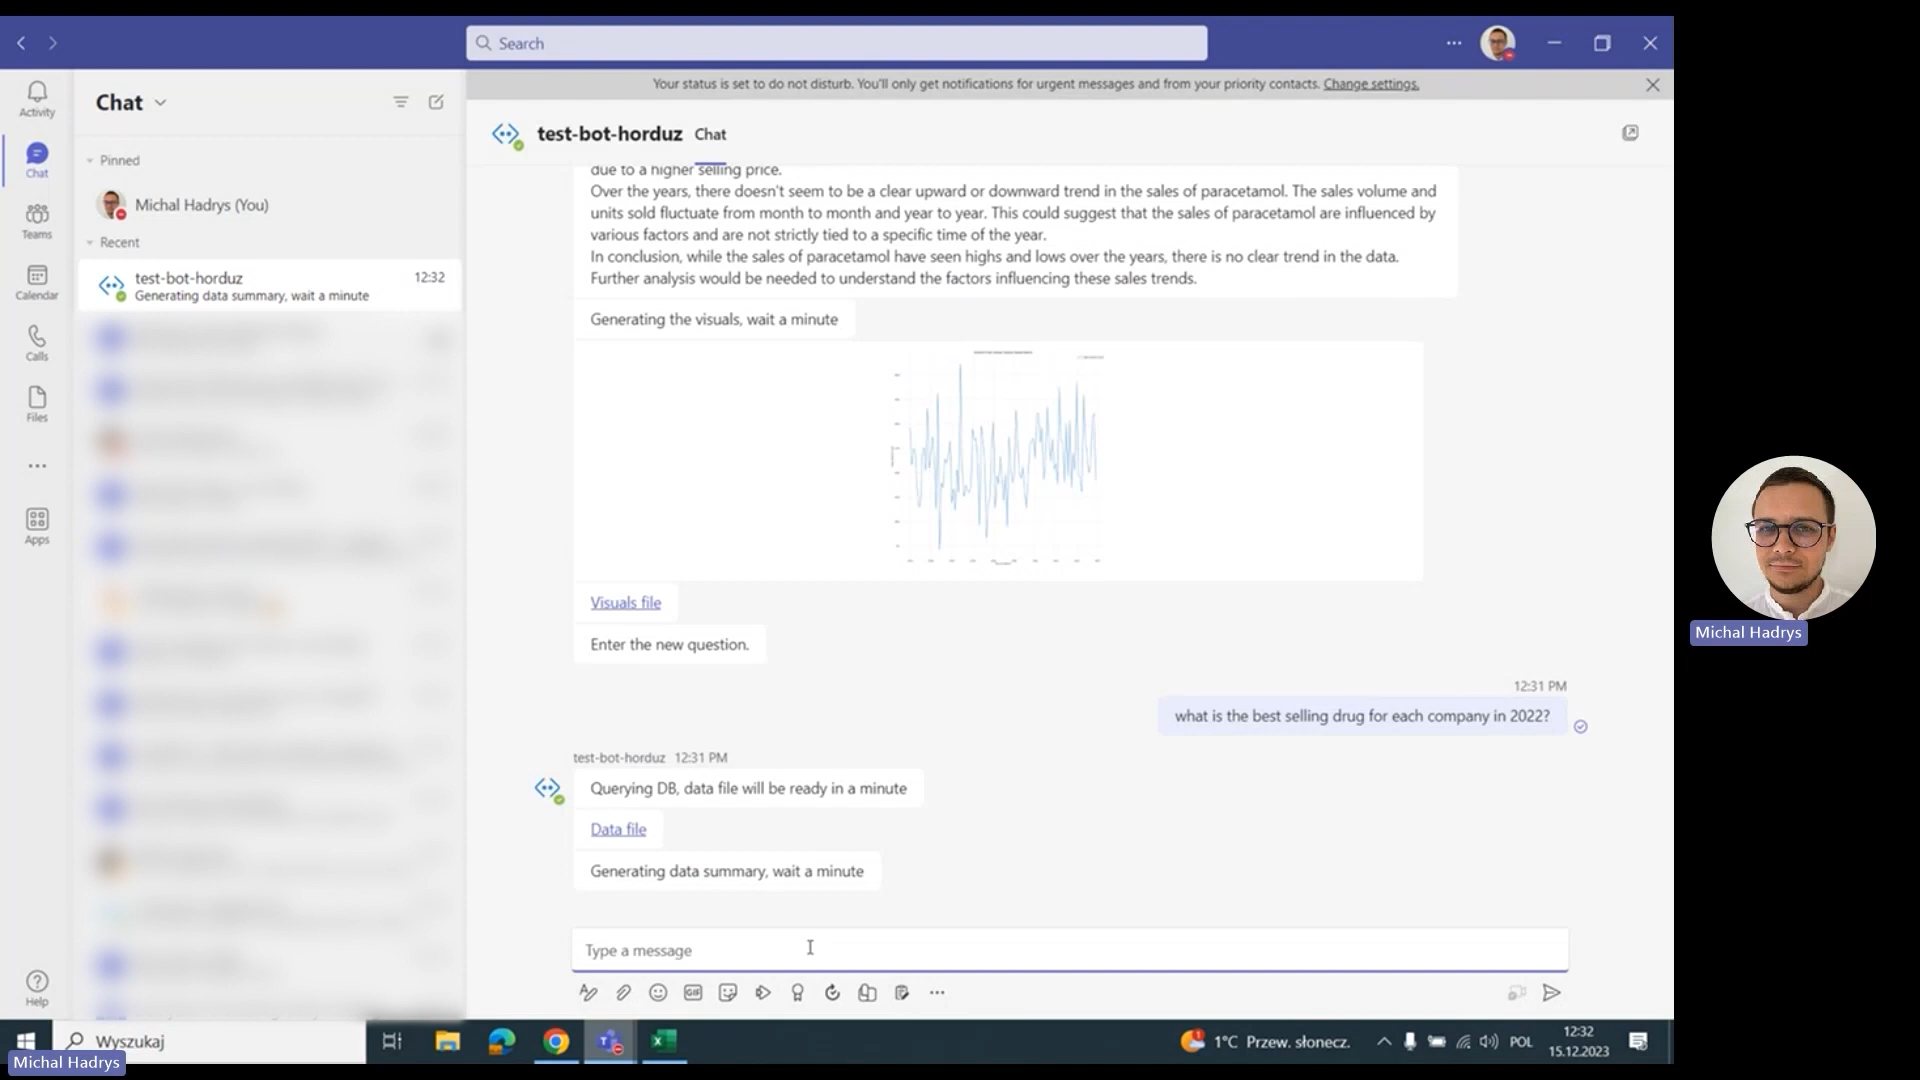 Search
Your status is set to do not disturb. You'll only get notifications for urgent messages and from your priority contacts. Change settings.
Activity
Chat
Teams
Calendar
Calls
Files
Apps
Help
Chat
Pinned
Michal Hadrys (You)
Recent
test-bot-horduz 12:32
Generating data summary, wait a minute
test-bot-horduz Chat
due to a higher selling price.
Over the years, there doesn't seem to be a clear upward or downward trend in the sales of paracetamol. The sales volume and
units sold fluctuate from month to month and year to year. This could suggest that the sales of paracetamol are influenced by
various factors and are not strictly tied to a specific time of the year.
In conclusion, while the sales of paracetamol have seen highs and lows over the years, there is no clear trend in the data.
Further analysis would be needed to understand the factors influencing these sales trends.
Generating the visuals, wait a minute
Visuals file
Enter the new question.
12:31 PM
what is the best selling drug for each company in 2022?
test-bot-horduz 12:31 PM
Querying DB, data file will be ready in a minute
Data file
Generating data summary, wait a minute
Type a message
GIF
Michal Hadrys
Wyszukaj
1°C Przew. słonecz.
POL
12:32
15.12.2023
Michal Hadrys